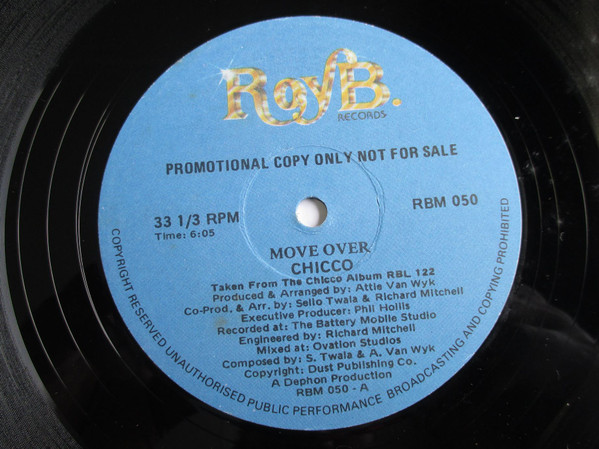 RoyB.
RECORDS
PROMOTIONAL COPY ONLY NOT FOR SALE
33 1/3 RPM
Time: 6:05
RBM 050
MOVE OVER
CHICCO
Taken From The Chicco Album RBL 122
Produced & Arranged by: Attie Van Wyk
Co-Prod. & Arr. by: Sello Twala & Richard Mitchell
Executive Producer: Phil Hollis
Recorded at: The Battery Mobile Studio
Engineered by: Richard Mitchell
Mixed at: Ovation Studios
Composed by: S. Twala & A. Van Wyk
Copyright: Dust Publishing Co.
A Dephon Production
RBM 050 - A
COPYRIGHT RESERVED UNAUTHORISED PUBLIC PERFORMANCE BROADCASTING AND COPYING PROHIBITED